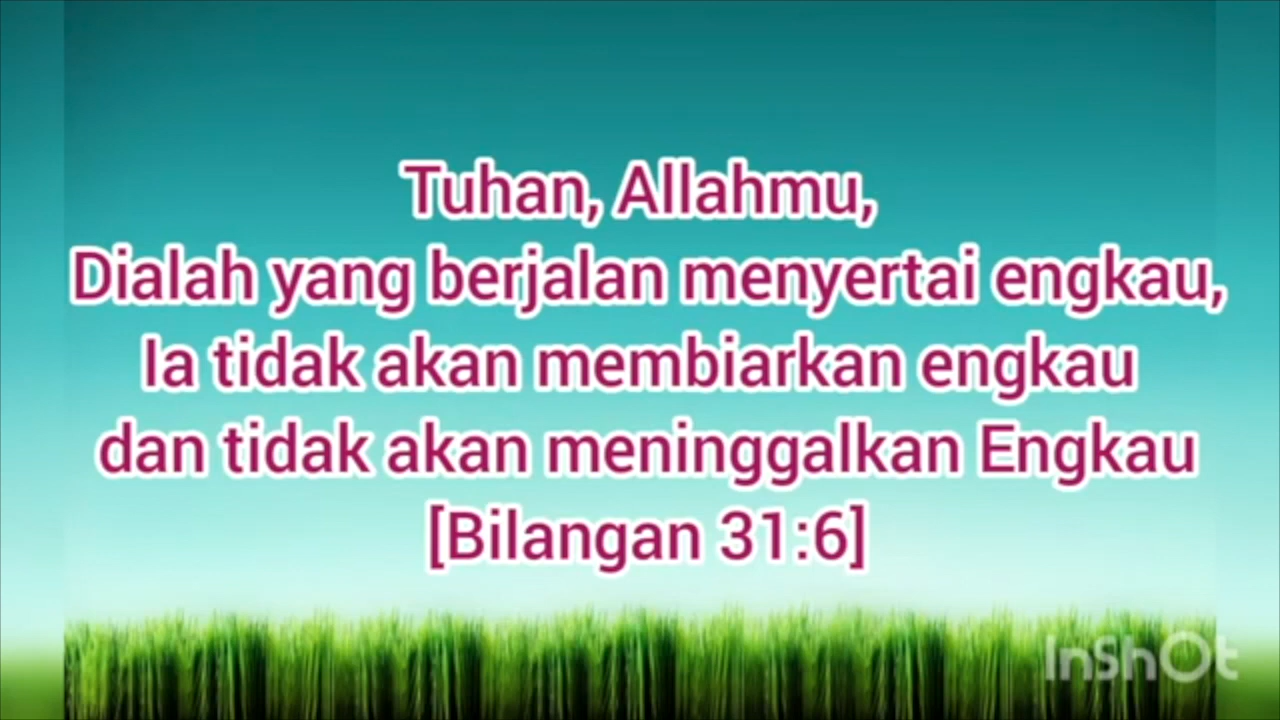 Tuhan, Allahmu,
Dialah yang berjalan menyertai engkau,
Ia tidak akan membiarkan engkau
dan tidak akan meninggalkan Engkau
[Bilangan 31:6]
InShOt